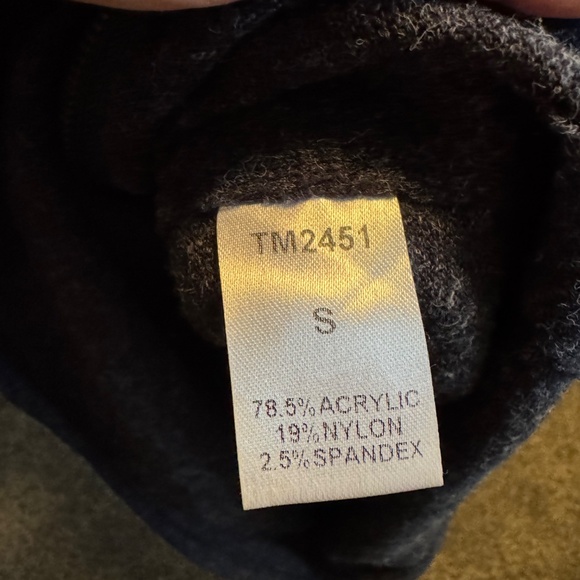 TM2451
S
78.5%ACRYLIC
19%NYLON
2.5%SPANDEX